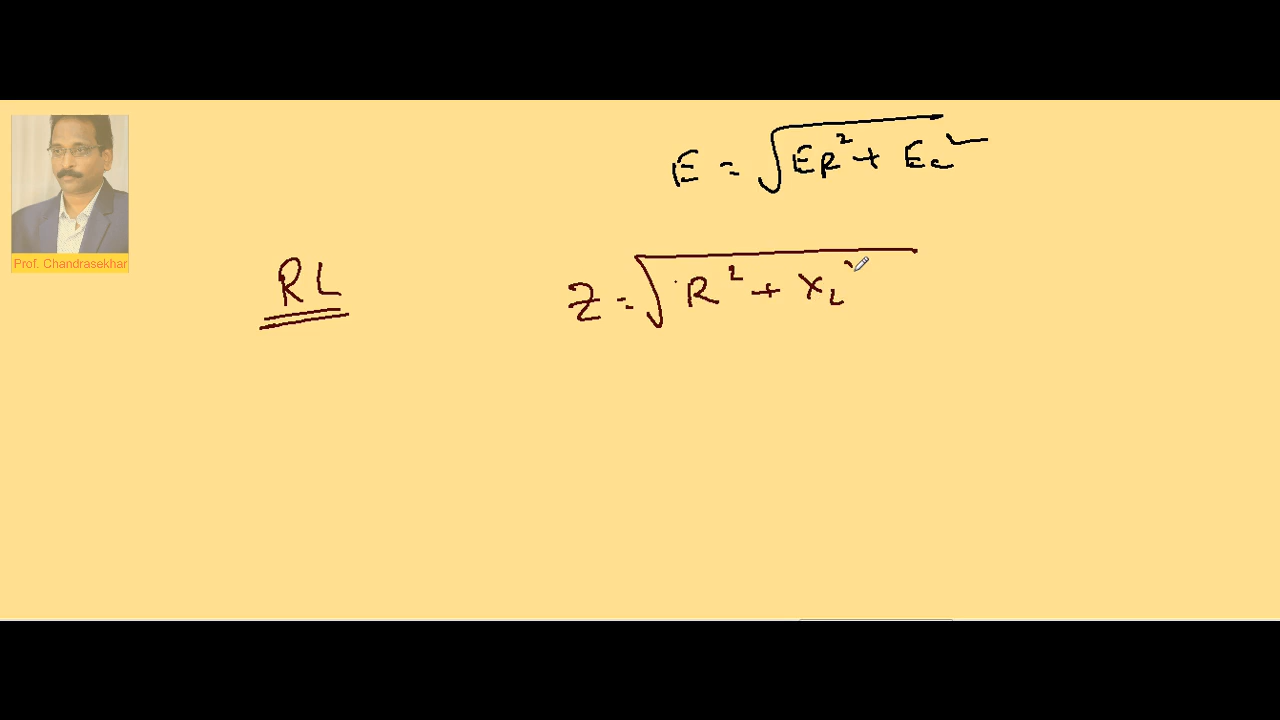 E = √ER² + Ec²
Prof. Chandrasekhar
RL
Z = √R² + XL²